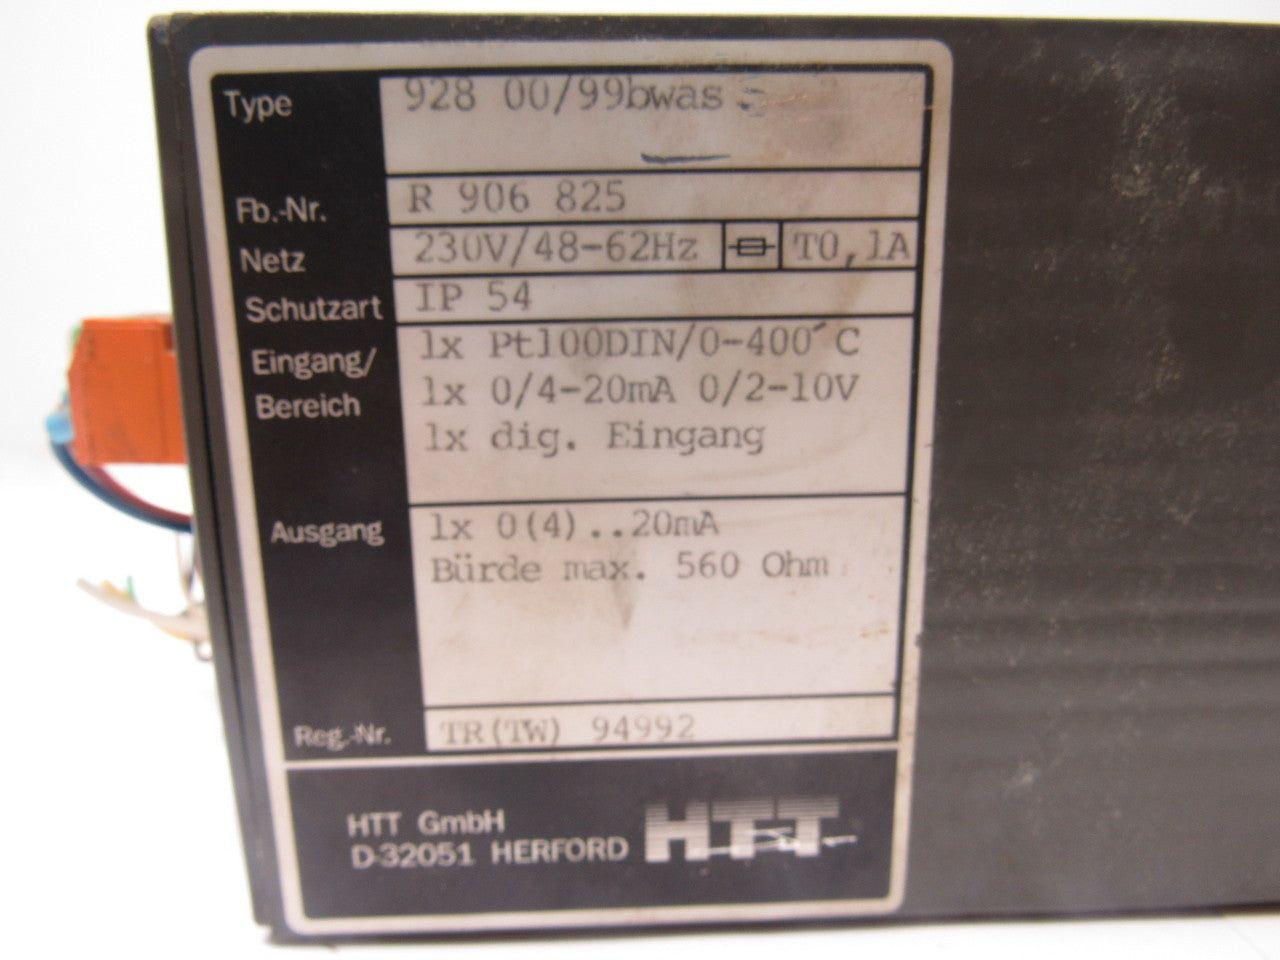 Type 928 00/99bwas
Fb.-Nr. R 906 825
Netz 230V/48-62Hz T0,1A
Schutzart IP 54
Eingang/ 1x Pt100DIN/0-400°C
Bereich 1x 0/4-20mA 0/2-10V
1x dig. Eingang
Ausgang 1x 0(4)..20mA
Bürde max. 560 Ohm
Reg.-Nr. TR(TW) 94992
HTT GmbH
D-32051 HERFORD HTT